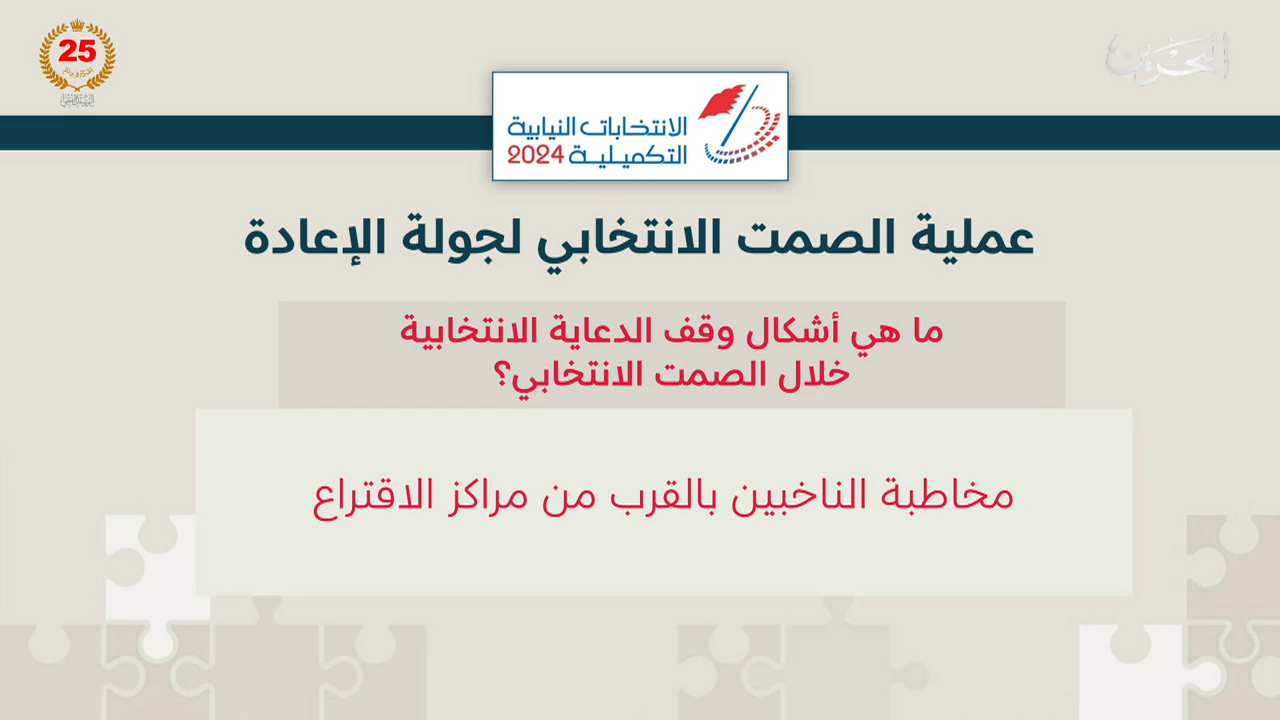 25
البحرين
الانتخابات النيابية
التكميلية 2024
عملية الصمت الانتخابي لجولة الإعادة
ما هي أشكال وقف الدعاية الانتخابية
خلال الصمت الانتخابي؟
مخاطبة الناخبين بالقرب من مراكز الاقتراع